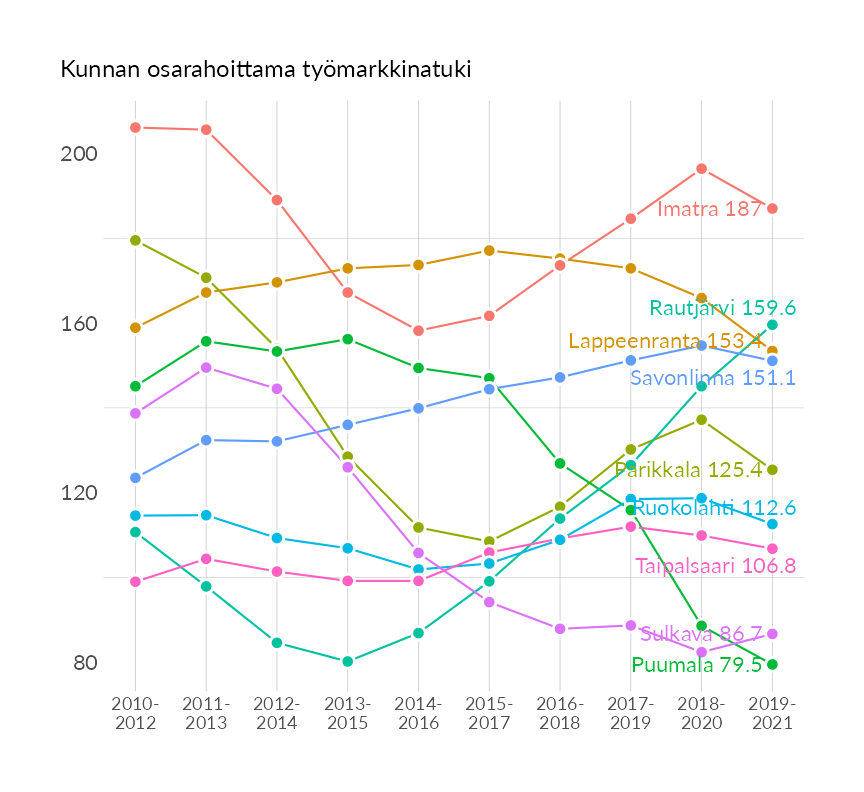 Kunnan osarahoittama työmarkkinatuki
200
Imatra 187
Rautjärvi 159.6
160
Lappeenranta 153.4
Savonlinna 151.1
Parikkala 125.4
120
Ruokolahti 112.6
Taipalsaari 106.8
Sulkava 86.7
80
Puumala 79.5
2010- 2011- 2012- 2013- 2014- 2015- 2016- 2017- 2018- 2019-
2012 2013 2014 2015 2016 2017 2018 2019 2020 2021